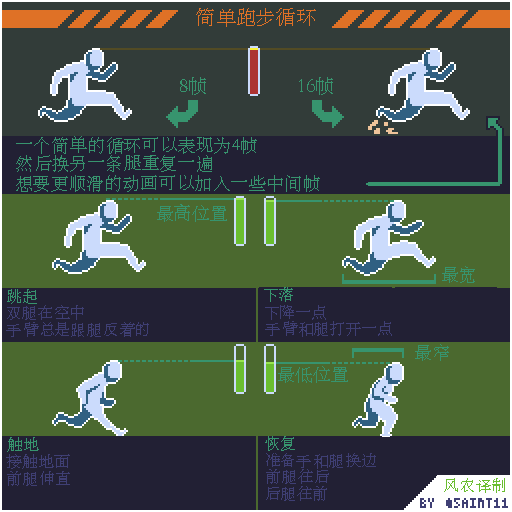 简单跑步循环
8帧
16帧
一个简单的循环可以表现为4帧
然后换另一条腿重复一遍
想要更顺滑的动画可以加入一些中间帧
最高位置
最宽
跳起
双腿在空中
手臂总是跟腿反着的
下落
下降一点
手臂和腿打开一点
最低位置
最窄
触地
接触地面
前腿伸直
恢复
准备手和腿换边
前腿往后
后腿往前
风农译制
BY @SAINT11